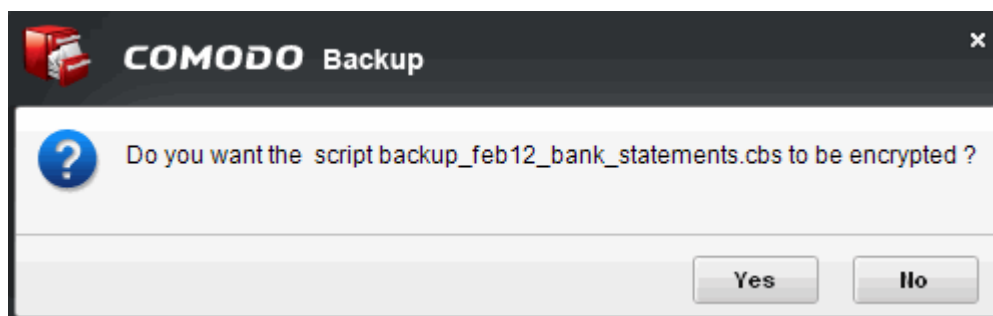 COMODO Backup
Do you want the script backup_feb12_bank_statements.cbs to be encrypted ?
Yes No